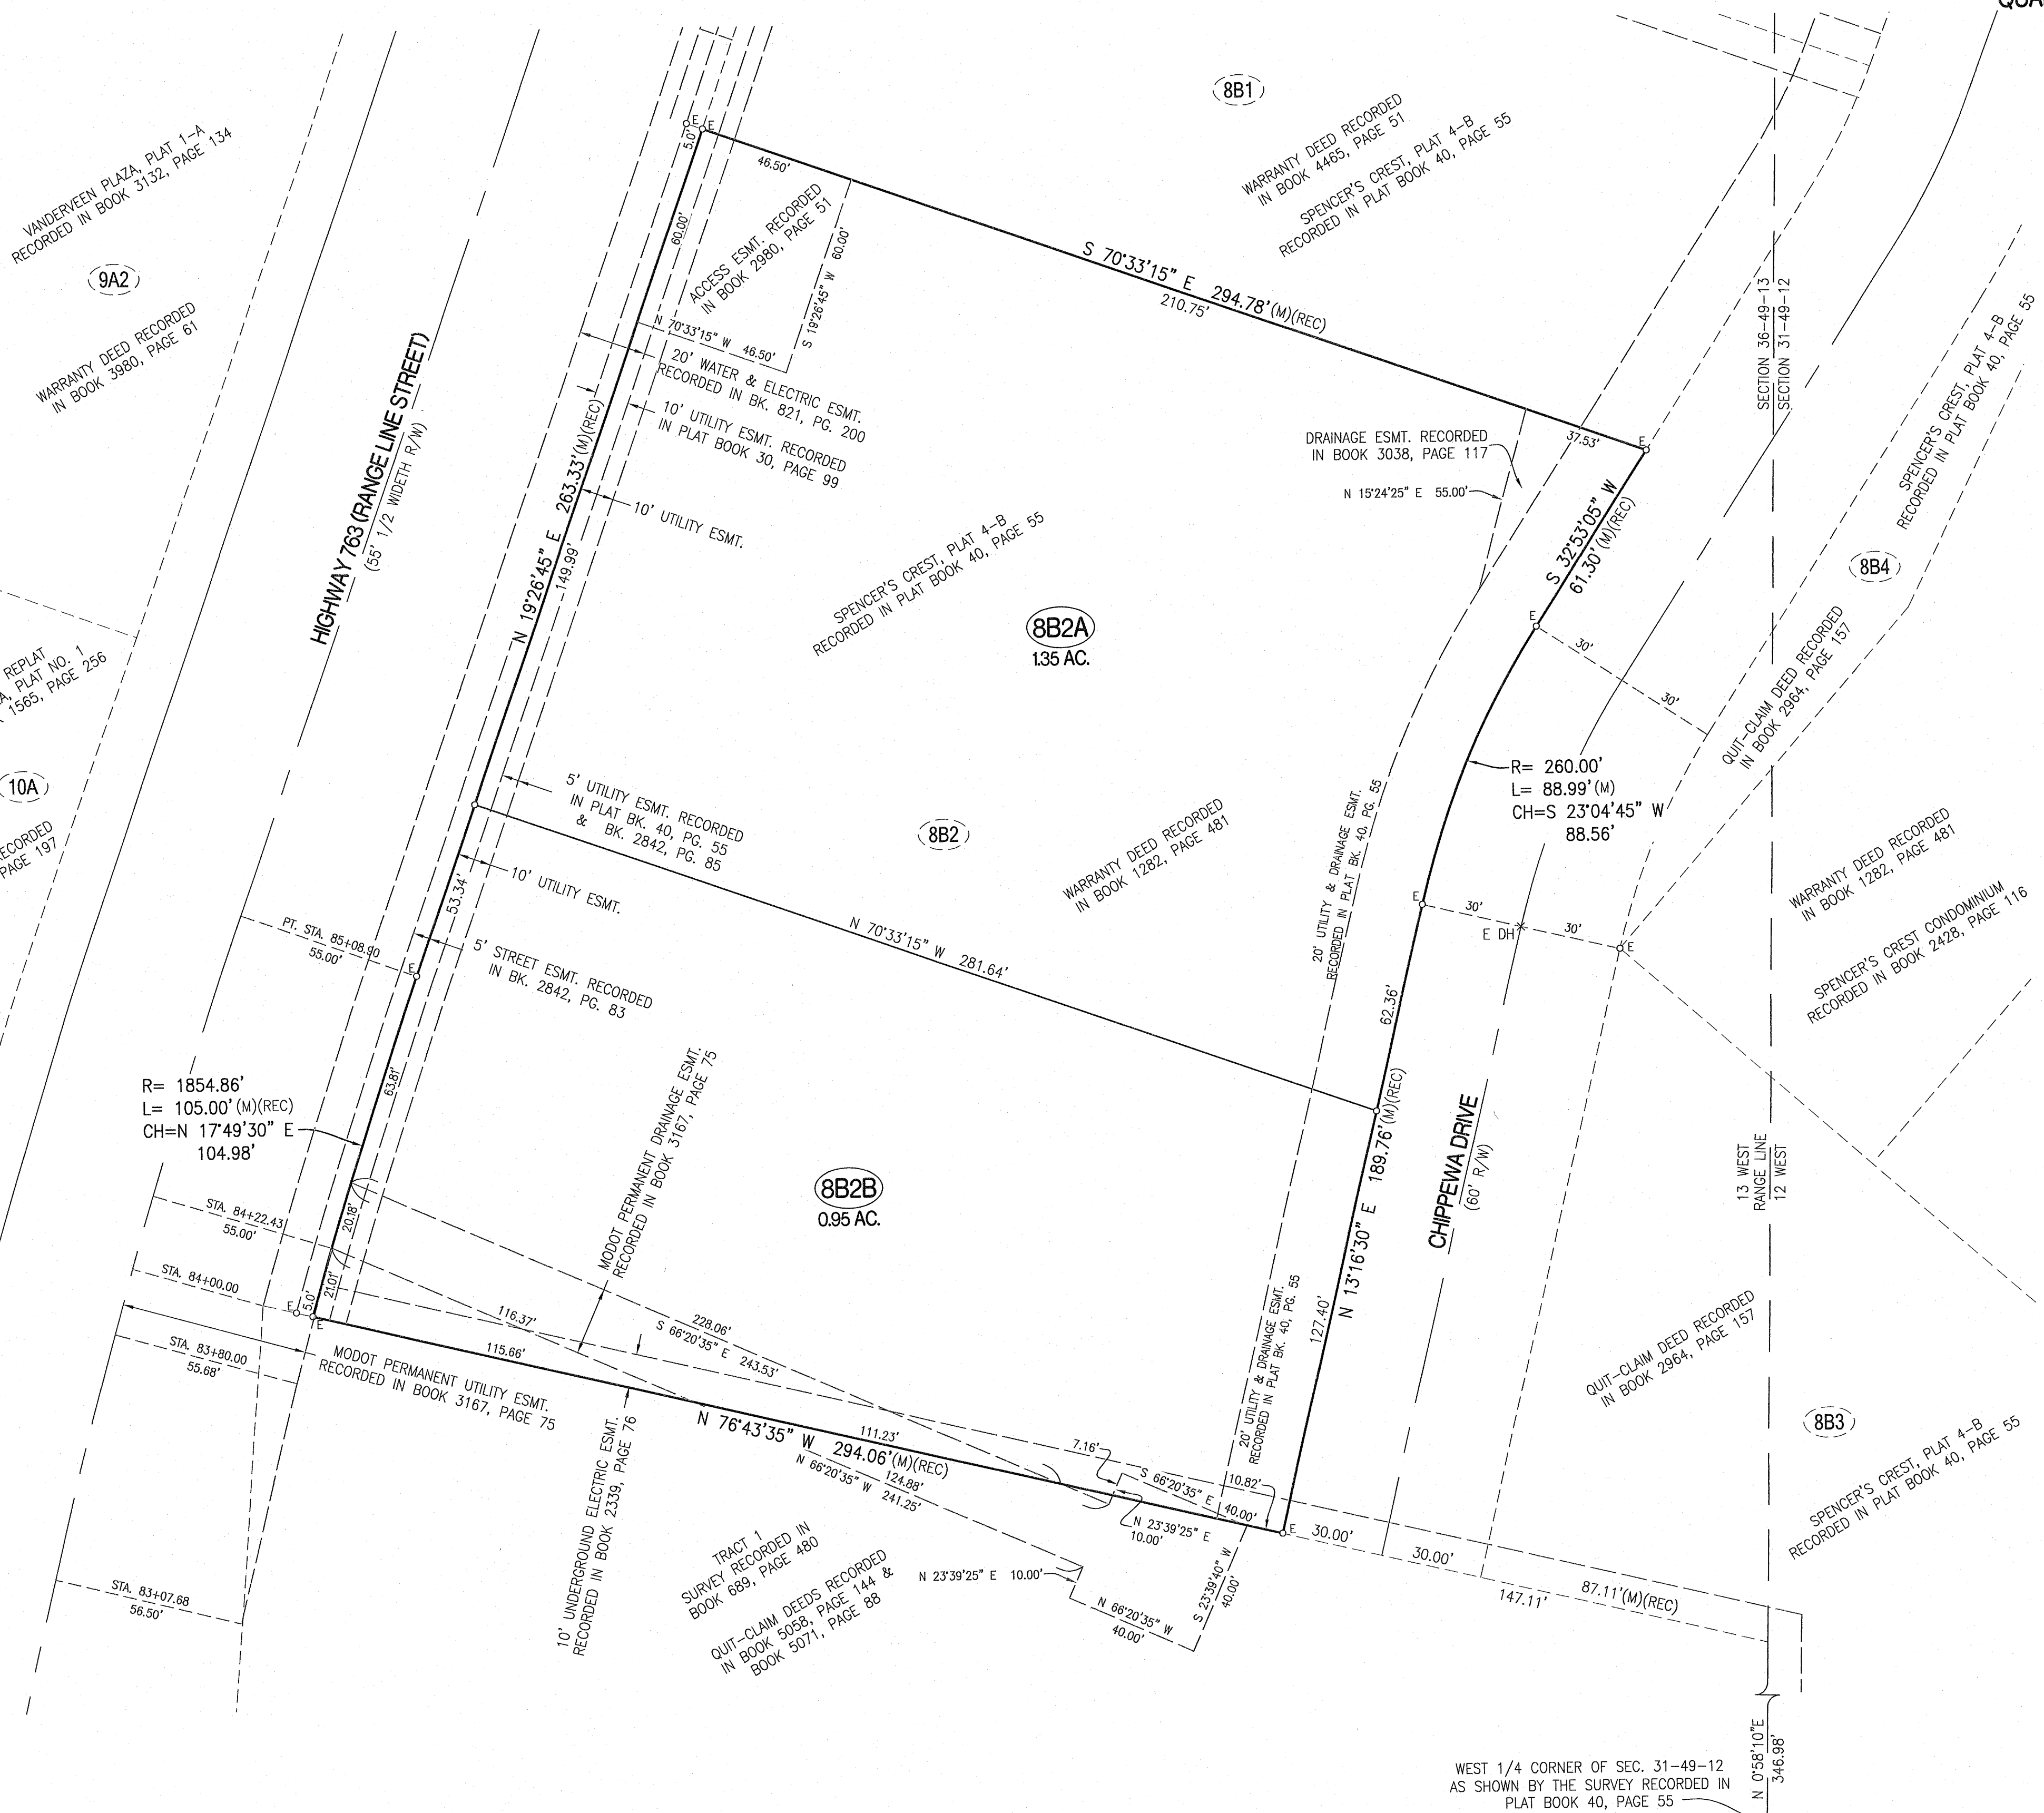 QUA
8B1
WARRANTY DEED RECORDED
IN BOOK 4465, PAGE 51
SPENCER'S CREST, PLAT 4-B
RECORDED IN PLAT BOOK 40, PAGE 55
VANDERVEEN PLAZA, PLAT 1-A
RECORDED IN BOOK 3132, PAGE 134
9A2
WARRANTY DEED RECORDED
IN BOOK 3980, PAGE 61
REPLAT
A, PLAT NO. 1
1565, PAGE 256
10A
RECORDED
PAGE 197
HIGHWAY 763 (RANGE LINE STREET)
(55' 1/2 WIDETH R/W)
E
E
5.0'
46.50'
60.00'
ACCESS ESMT. RECORDED
IN BOOK 2980, PAGE 51
S 19°26'45" W 60.00'
N 70°33'15" W 46.50'
S 70°33'15" E 294.78'(M)(REC)
210.75'
37.53'
E
20' WATER & ELECTRIC ESMT.
RECORDED IN BK. 821, PG. 200
10' UTILITY ESMT. RECORDED
IN PLAT BOOK 30, PAGE 99
10' UTILITY ESMT.
N 19°26'45" E 263.33'(M)(REC)
149.99'
DRAINAGE ESMT. RECORDED
IN BOOK 3038, PAGE 117
N 15°24'25" E 55.00'
S 32°53'05" W
61.30'(M)(REC)
E
SECTION 36-49-13
SECTION 31-49-12
SPENCER'S CREST, PLAT 4-B
RECORDED IN PLAT BOOK 40, PAGE 55
8B4
QUIT-CLAIM DEED RECORDED
IN BOOK 2964, PAGE 157
SPENCER'S CREST, PLAT 4-B
RECORDED IN PLAT BOOK 40, PAGE 55
8B2A
1.35 AC.
30'
30'
R= 260.00'
L= 88.99'(M)
CH=S 23°04'45" W
88.56'
5' UTILITY ESMT. RECORDED
IN PLAT BK. 40, PG. 55
& BK. 2842, PG. 85
8B2
WARRANTY DEED RECORDED
IN BOOK 1282, PAGE 481
20' UTILITY & DRAINAGE ESMT.
RECORDED IN PLAT BK. 40, PG. 55
WARRANTY DEED RECORDED
IN BOOK 1282, PAGE 481
SPENCER'S CREST CONDOMINIUM
RECORDED IN BOOK 2428, PAGE 116
53.34'
10' UTILITY ESMT.
N 70°33'15" W 281.64'
E
30'
E DH
30'
E
PT. STA. 85+08.90
55.00'
E
5' STREET ESMT. RECORDED
IN BK. 2842, PG. 83
62.36'
R= 1854.86'
L= 105.00'(M)(REC)
CH=N 17°49'30" E
104.98'
63.81'
MODOT PERMANENT DRAINAGE ESMT.
RECORDED IN BOOK 3167, PAGE 75
8B2B
0.95 AC.
N 13°16'30" E 189.76'(M)(REC)
127.40'
CHIPPEWA DRIVE
(60' R/W)
13 WEST
RANGE LINE
12 WEST
STA. 84+22.43
55.00'
20.18'
STA. 84+00.00
E
5.0'
21.01'
E
STA. 83+80.00
55.68'
MODOT PERMANENT UTILITY ESMT.
RECORDED IN BOOK 3167, PAGE 75
116.37'
115.66'
228.06'
S 66°20'35" E 243.53'
20' UTILITY & DRAINAGE ESMT.
RECORDED IN PLAT BK. 40, PG. 55
QUIT-CLAIM DEED RECORDED
IN BOOK 2964, PAGE 157
8B3
SPENCER'S CREST, PLAT 4-B
RECORDED IN PLAT BOOK 40, PAGE 55
10' UNDERGROUND ELECTRIC ESMT.
RECORDED IN BOOK 2339, PAGE 76
111.23'
N 76°43'35" W 294.06'(M)(REC)
124.88'
N 66°20'35" W 241.25'
7.16'
S 66°20'35" E
40.00'
10.82'
N 23°39'25" E
10.00'
E
30.00'
30.00'
87.11'(M)(REC)
147.11'
TRACT 1
SURVEY RECORDED IN
BOOK 689, PAGE 480
QUIT-CLAIM DEEDS RECORDED
IN BOOK 5058, PAGE 144 &
BOOK 5071, PAGE 88
N 23°39'25" E 10.00'
N 66°20'35" W
40.00'
S 23°39'40" W
40.00'
STA. 83+07.68
56.50'
N 0°58'10"E
346.98'
WEST 1/4 CORNER OF SEC. 31-49-12
AS SHOWN BY THE SURVEY RECORDED IN
PLAT BOOK 40, PAGE 55